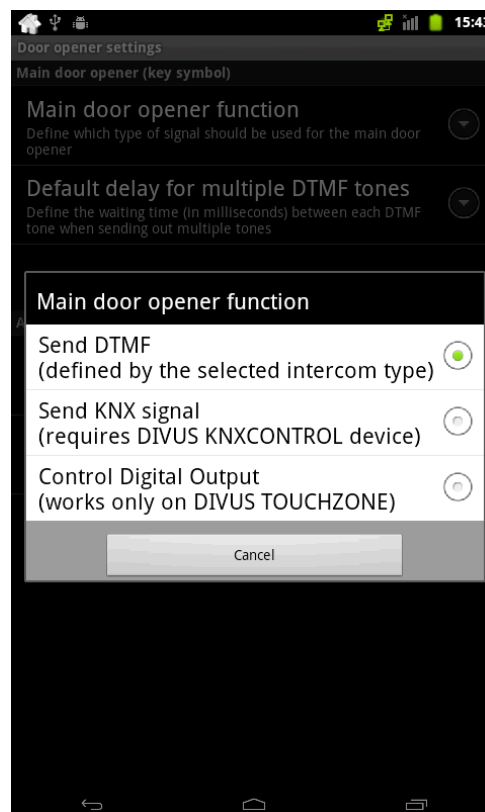 15:43
Door opener settings
Main door opener (key symbol)
Main door opener function
Define which type of signal should be used for the main door
opener
Default delay for multiple DTMF tones
Define the waiting time (in milliseconds) between each DTMF
tone when sending out multiple tones
Main door opener function
Send DTMF
(defined by the selected intercom type)
Send KNX signal
(requires DIVUS KNXCONTROL device)
Control Digital Output
(works only on DIVUS TOUCHZONE)
Cancel